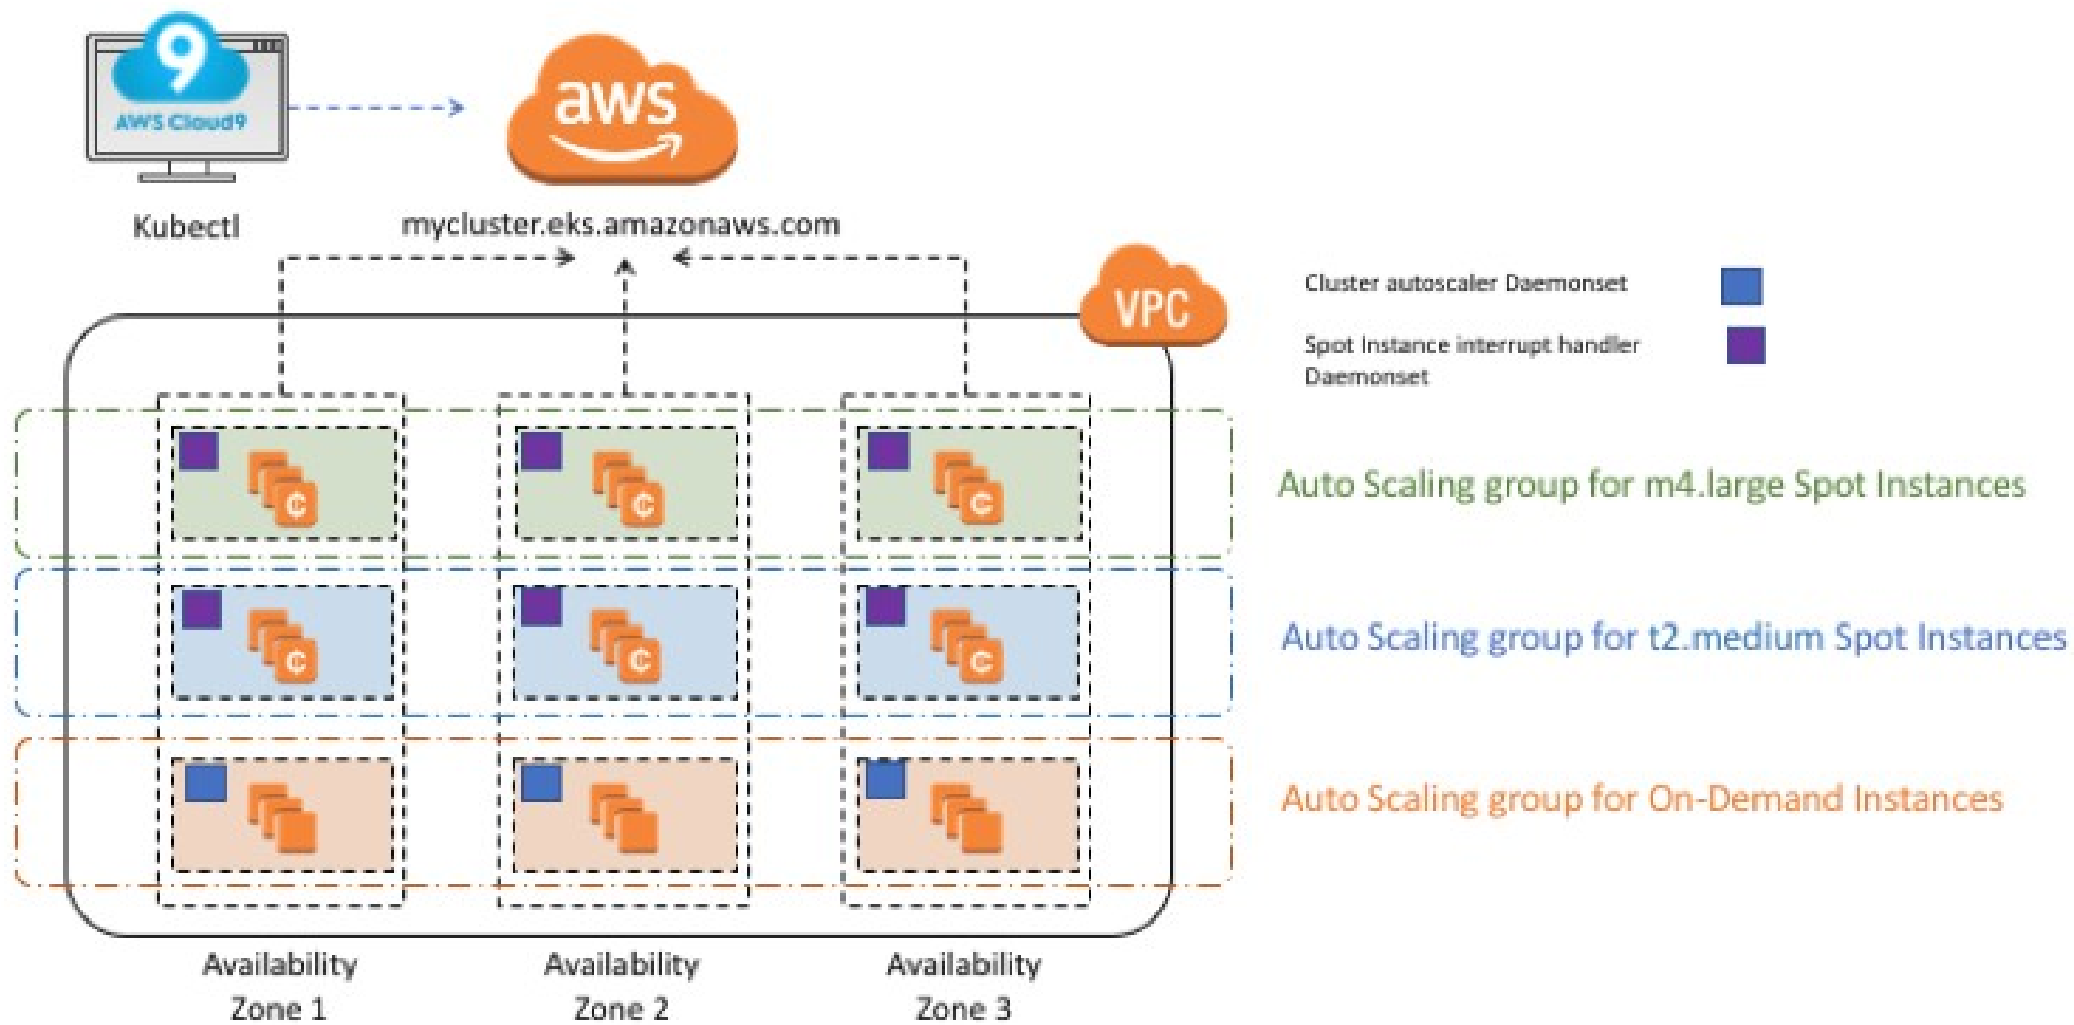 9
AWS Cloud9
aws
Kubectl
mycluster.eks.amazonaws.com
VPC
Cluster autoscaler Daemonset
Spot Instance interrupt handler
Daemonset
¢
¢
¢
Auto Scaling group for m4.large Spot Instances
¢
¢
¢
Auto Scaling group for t2.medium Spot Instances
Auto Scaling group for On-Demand Instances
Availability
Zone 1
Availability
Zone 2
Availability
Zone 3